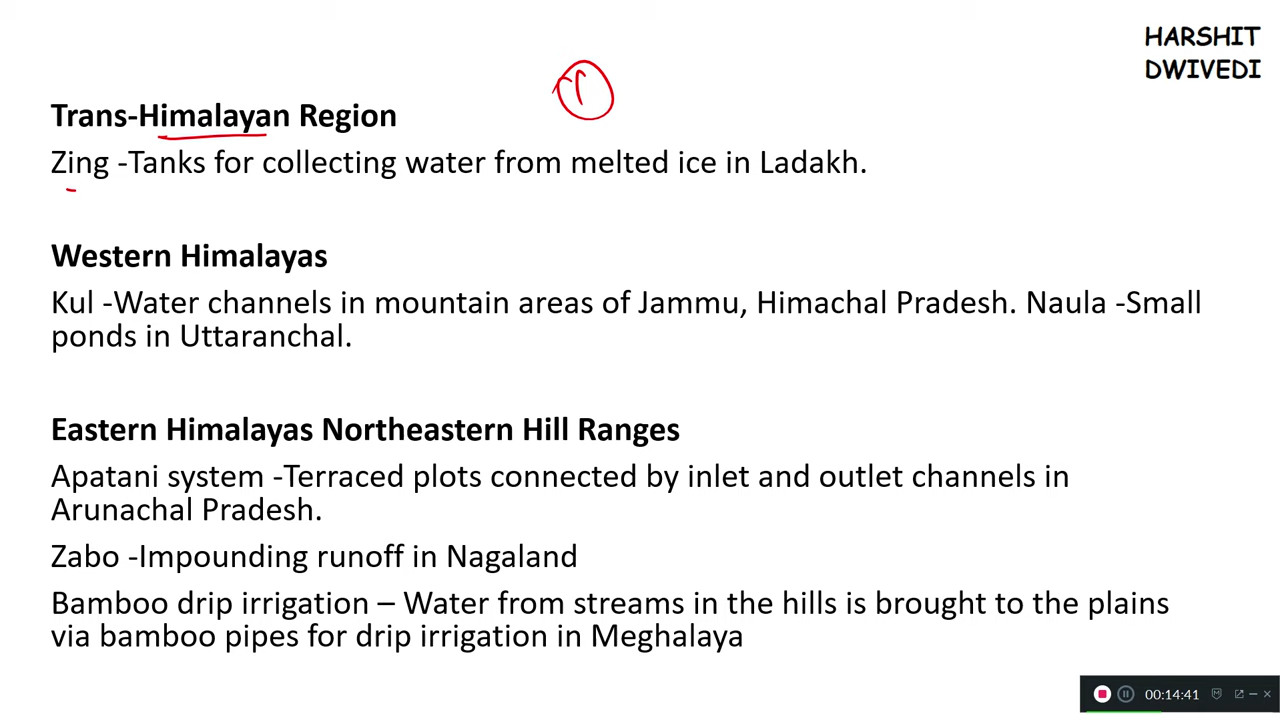 HARSHIT
DWIVEDI
Trans-Himalayan Region
Zing -Tanks for collecting water from melted ice in Ladakh.
Western Himalayas
Kul -Water channels in mountain areas of Jammu, Himachal Pradesh. Naula -Small
ponds in Uttaranchal.
Eastern Himalayas Northeastern Hill Ranges
Apatani system -Terraced plots connected by inlet and outlet channels in
Arunachal Pradesh.
Zabo -Impounding runoff in Nagaland
Bamboo drip irrigation – Water from streams in the hills is brought to the plains
via bamboo pipes for drip irrigation in Meghalaya
00:14:41